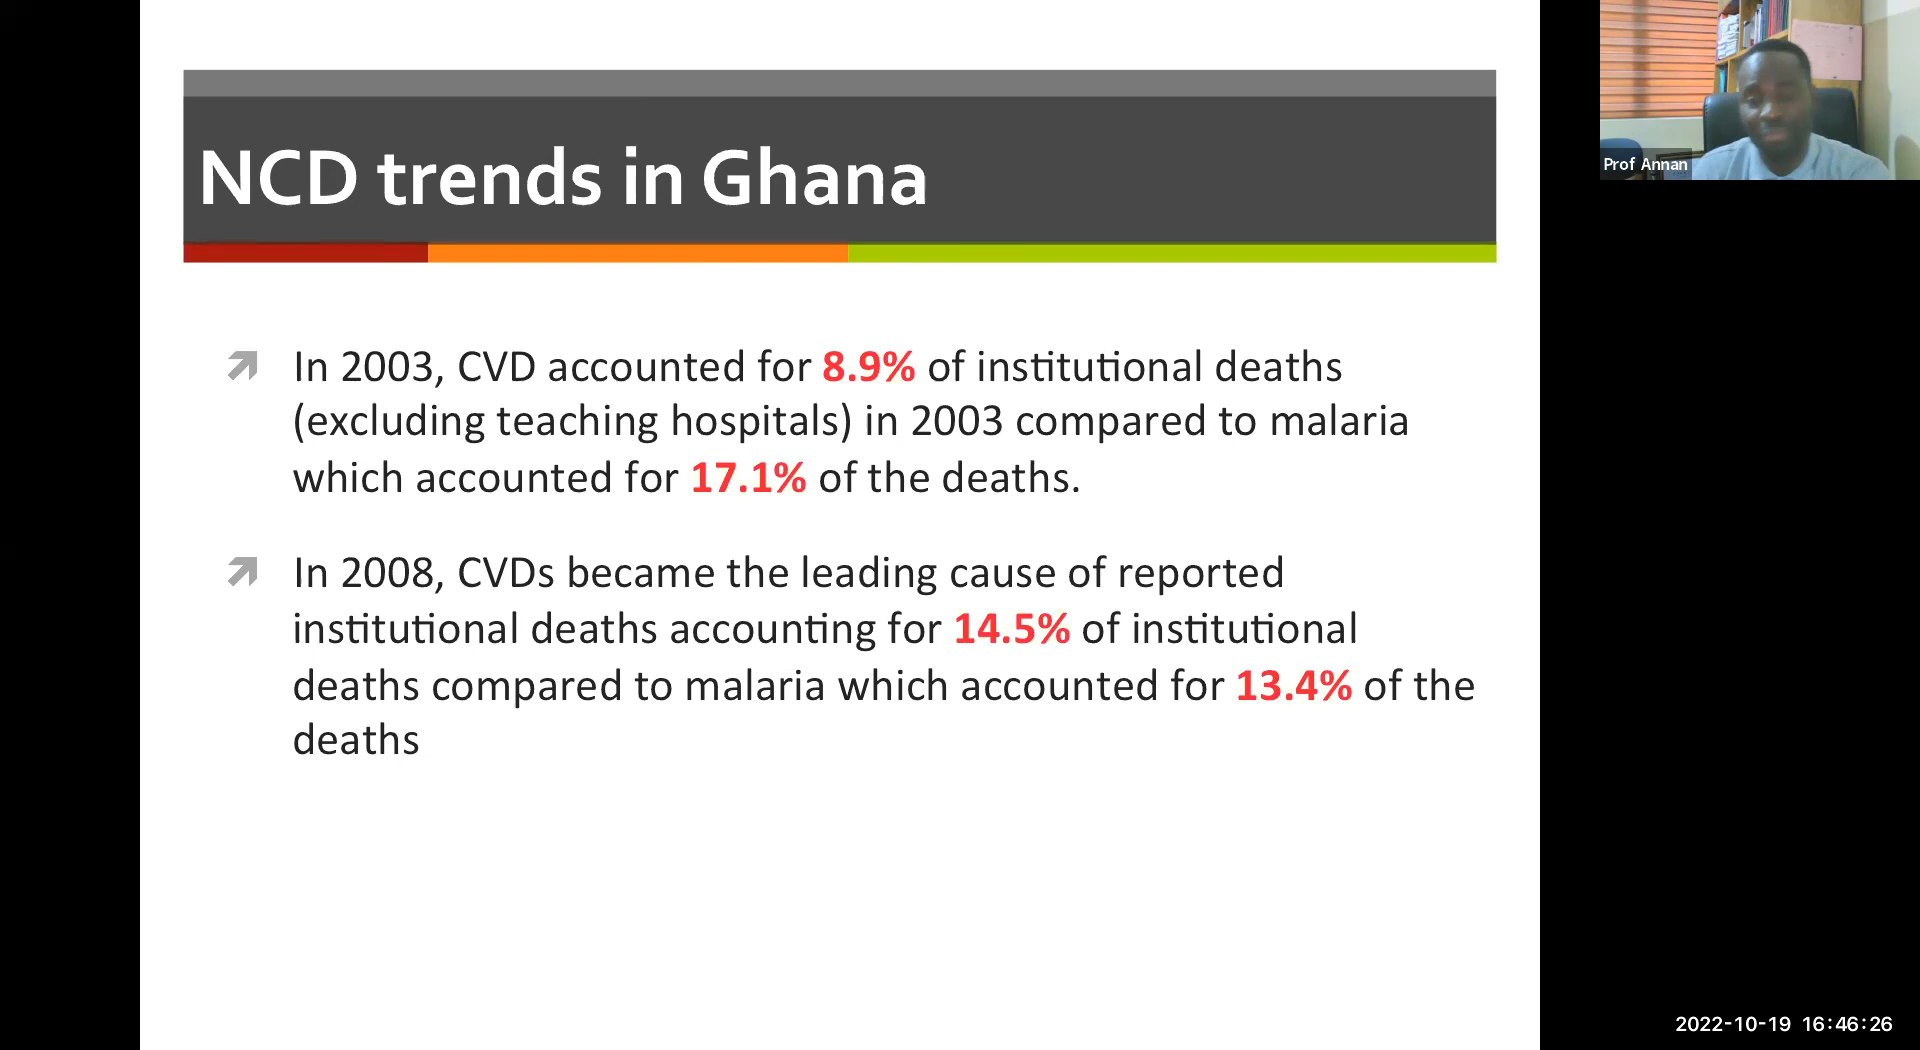 NCD trends in Ghana
In 2003, CVD accounted for 8.9% of institutional deaths
(excluding teaching hospitals) in 2003 compared to malaria
which accounted for 17.1% of the deaths.
In 2008, CVDs became the leading cause of reported
institutional deaths accounting for 14.5% of institutional
deaths compared to malaria which accounted for 13.4% of the
deaths
Prof Annan
2022-10-19 16:46:26